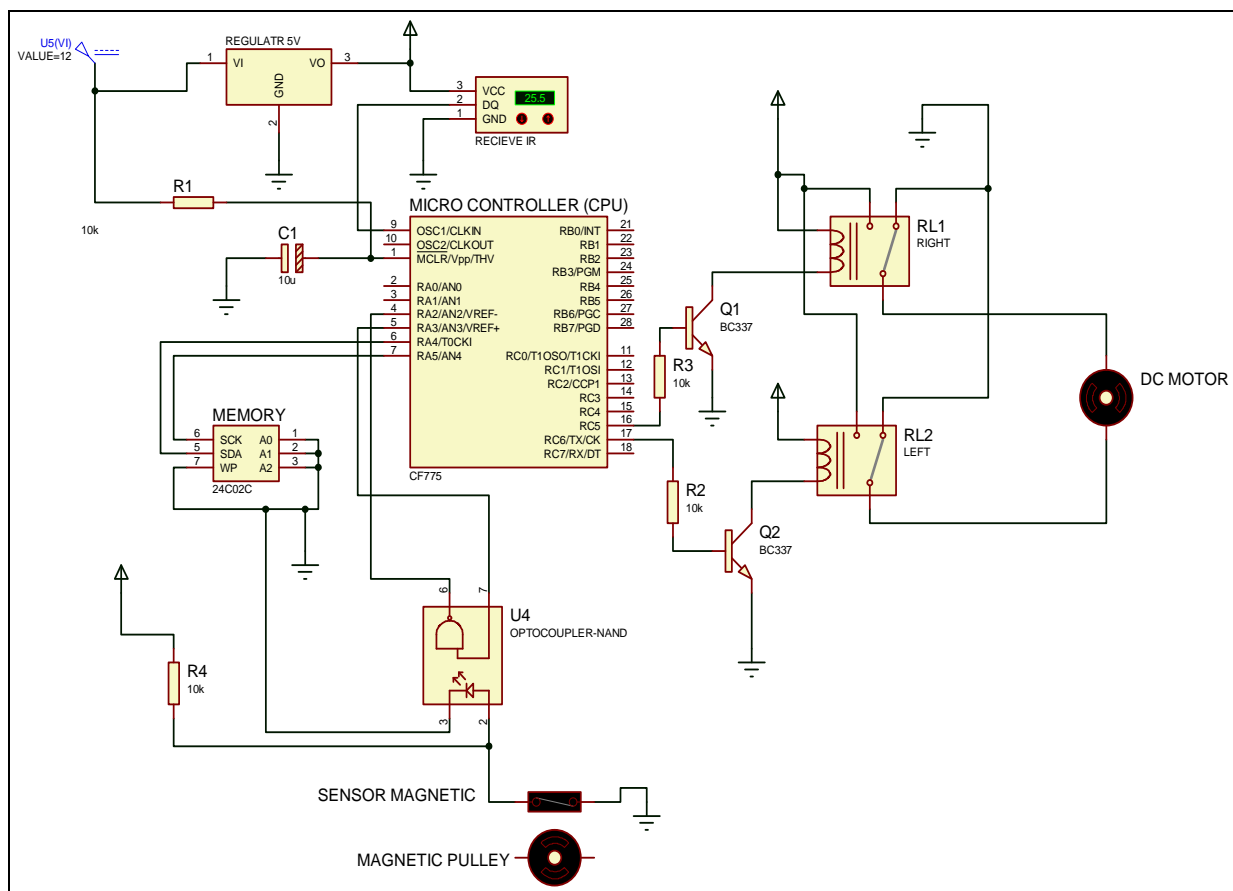 U5(VI)
VALUE=12
REGULATR 5V
1
VI
VO
3
GND
2
3
VCC
2
DQ
1
GND
25.5
RECIEVE IR
R1
10k
C1
10u
MICRO CONTROLLER (CPU)
9 OSC1/CLKIN
10 OSC2/CLKOUT
1 MCLR/Vpp/THV
2 RA0/AN0
3 RA1/AN1
4 RA2/AN2/VREF-
5 RA3/AN3/VREF+
6 RA4/T0CKI
7 RA5/AN4
RB0/INT 21
RB1 22
RB2 23
RB3/PGM 24
RB4 25
RB5 26
RB6/PGC 27
RB7/PGD 28
RC0/T1OSO/T1CKI 11
RC1/T1OSI 12
RC2/CCP1 13
RC3 14
RC4 15
RC5 16
RC6/TX/CK 17
RC7/RX/DT 18
CF775
RL1
RIGHT
Q1
BC337
R3
10k
DC MOTOR
RL2
LEFT
R2
10k
Q2
BC337
MEMORY
6 SCK A0 1
5 SDA A1 2
7 WP A2 3
24C02C
6
7
U4
OPTOCOUPLER-NAND
3
2
R4
10k
SENSOR MAGNETIC
MAGNETIC PULLEY